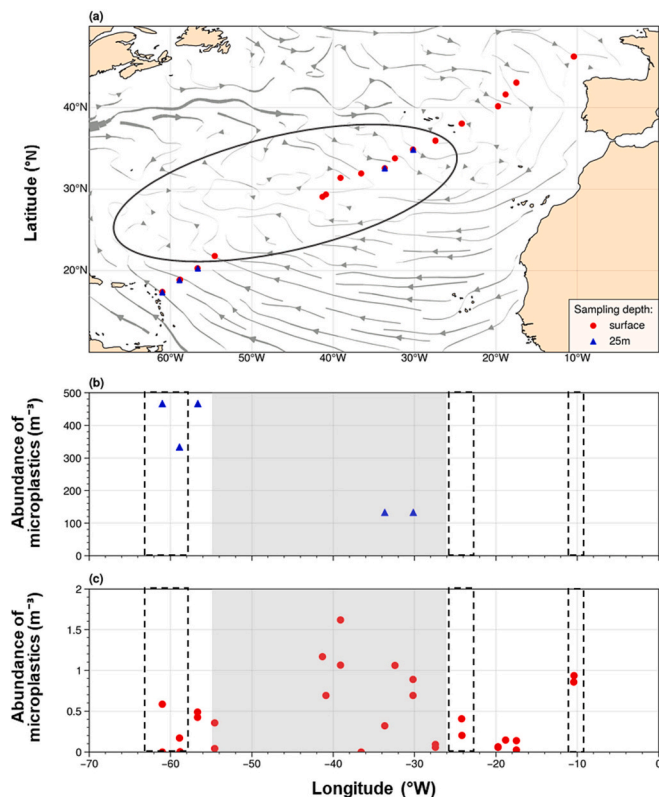 (a)
Latitude (°N)
40°N
30°N
20°N
60°W
50°W
40°W
30°W
20°W
10°W
Sampling depth:
surface
25m
(b)
Abundance of
microplastics (m⁻³)
500
400
300
200
100
0
(c)
Abundance of
microplastics (m⁻³)
2
1.5
1
0.5
0
−70
−60
−50
−40
−30
−20
−10
0
Longitude (°W)